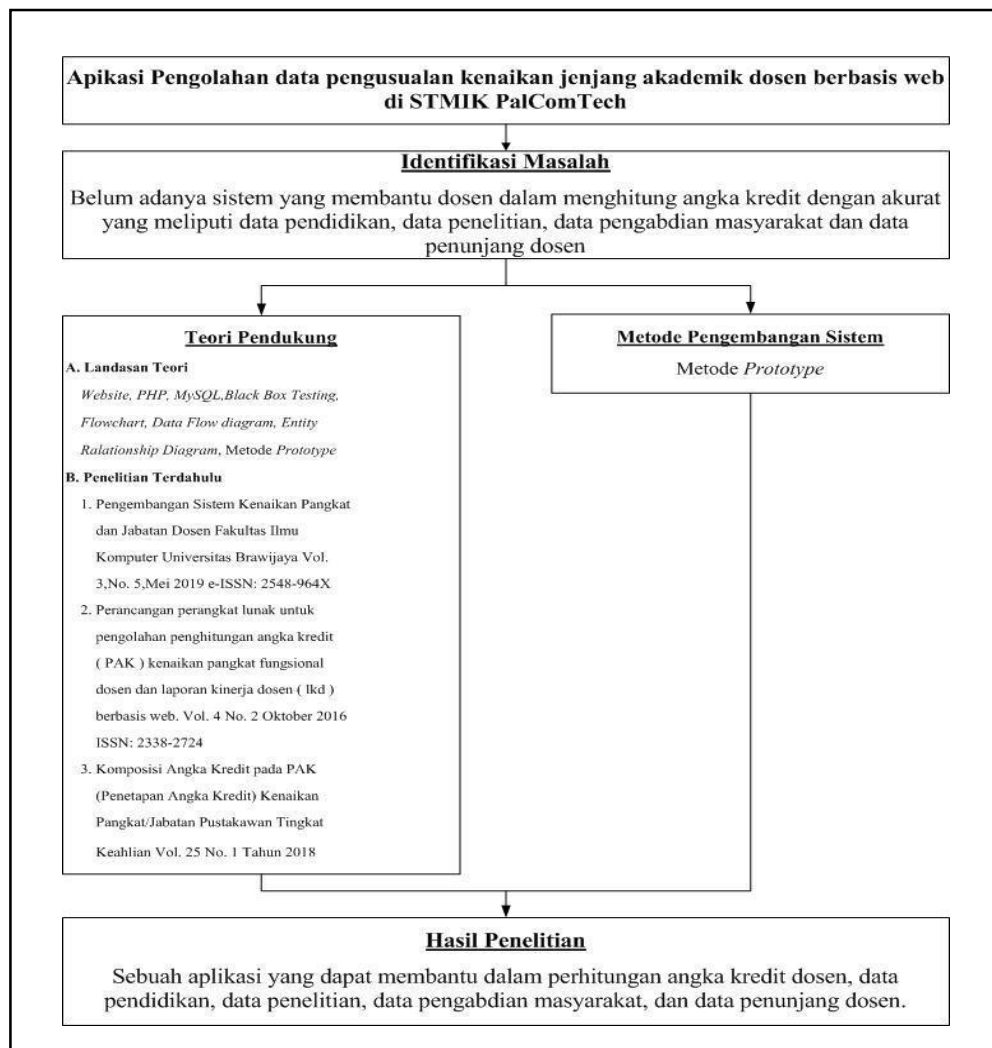 Apikasi Pengolahan data pengusualan kenaikan jenjang akademik dosen berbasis web
di STMIK PalComTech
Identifikasi Masalah
Belum adanya sistem yang membantu dosen dalam menghitung angka kredit dengan akurat
yang meliputi data pendidikan, data penelitian, data pengabdian masyarakat dan data
penunjang dosen
Teori Pendukung
A. Landasan Teori
Website, PHP, MySQL,Black Box Testing,
Flowchart, Data Flow diagram, Entity
Ralationship Diagram, Metode Prototype
B. Penelitian Terdahulu
1. Pengembangan Sistem Kenaikan Pangkat
dan Jabatan Dosen Fakultas Ilmu
Komputer Universitas Brawijaya Vol.
3,No. 5,Mei 2019 e-ISSN: 2548-964X
2. Perancangan perangkat lunak untuk
pengolahan penghitungan angka kredit
( PAK ) kenaikan pangkat fungsional
dosen dan laporan kinerja dosen ( lkd )
berbasis web. Vol. 4 No. 2 Oktober 2016
ISSN: 2338-2724
3. Komposisi Angka Kredit pada PAK
(Penetapan Angka Kredit) Kenaikan
Pangkat/Jabatan Pustakawan Tingkat
Keahlian Vol. 25 No. 1 Tahun 2018
Metode Pengembangan Sistem
Metode Prototype
Hasil Penelitian
Sebuah aplikasi yang dapat membantu dalam perhitungan angka kredit dosen, data
pendidikan, data penelitian, data pengabdian masyarakat, dan data penunjang dosen.